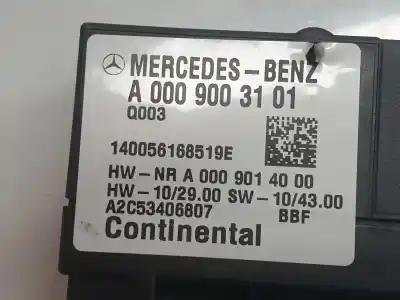 MERCEDES-BENZ
A 000 900 31 01
Q003
140056168519E
HW-NR A 000 901 40 00
HW-10/29.00 SW-10/43.00
A2C53406807 BBF
Continental